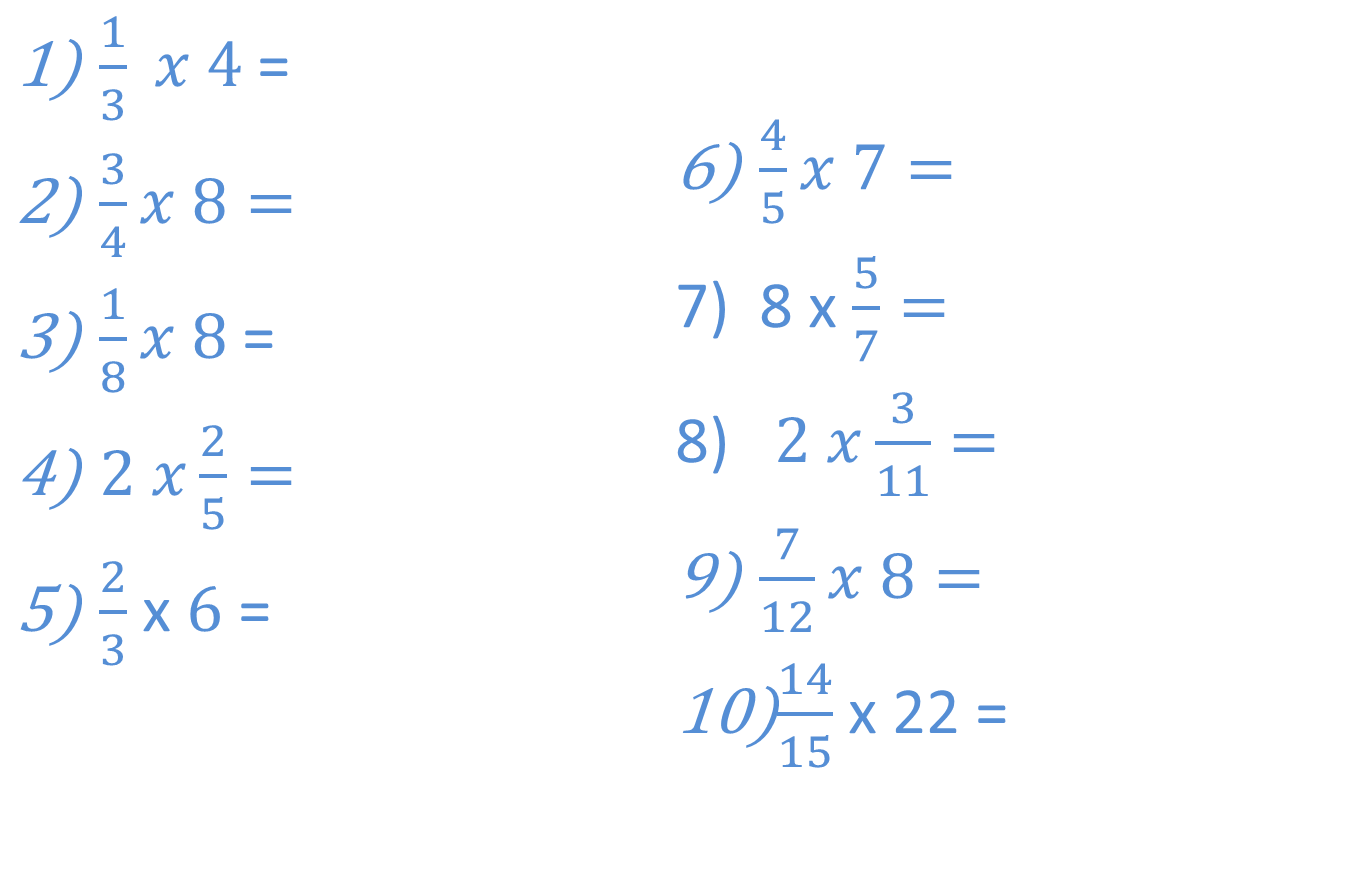 1) 1/3 x 4 =
2) 3/4 x 8 =
3) 1/8 x 8 =
4) 2 x 2/5 =
5) 2/3 x 6 =
6) 4/5 x 7 =
7) 8 x 5/7 =
8) 2 x 3/11 =
9) 7/12 x 8 =
10) 14/15 x 22 =